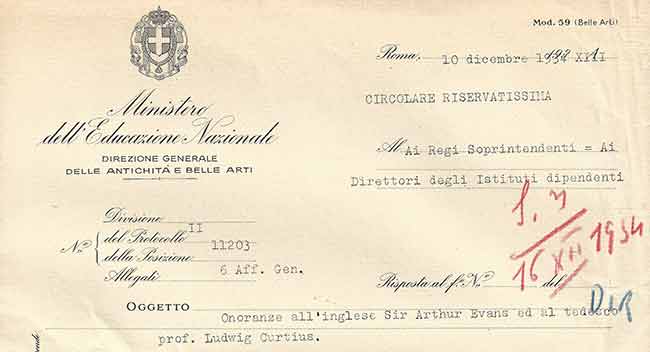 Mod. 59 (Belle Arti)
Roma, 10 dicembre 1934 XIII
Ministero
dell'Educazione Nazionale
DIREZIONE GENERALE
DELLE ANTICHITÀ E BELLE ARTI
CIRCOLARE RISERVATISSIMA
Al Ai Regi Soprintendenti = Ai
Direttori degli Istituti dipendenti
Divisione II
N.º del Protocollo 11203
della Posizione
Allegati 6 Aff. Gen.
16 XII 1934
Risposta al f.º N.º del
OGGETTO Onoranze all'inglese Sir Arthur Evans ed al tedesco
prof. Ludwig Curtius.